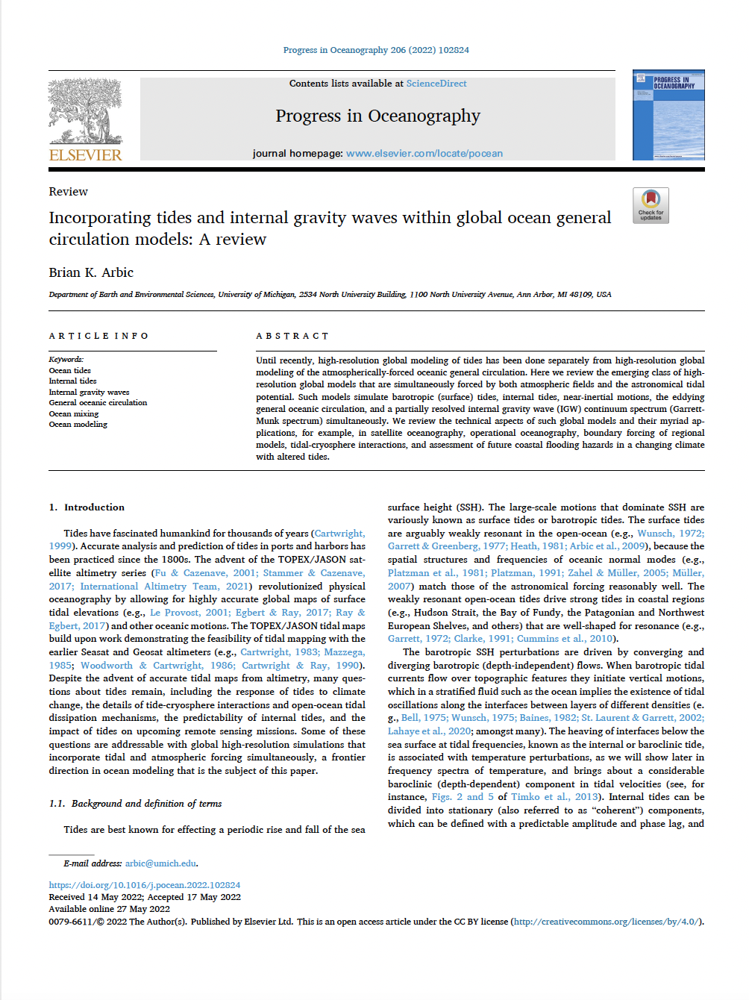 Progress in Oceanography 206 (2022) 102824
Contents lists available at ScienceDirect
Progress in Oceanography
journal homepage: www.elsevier.com/locate/pocean
ELSEVIER
PROGRESS IN
OCEANOGRAPHY
Review
Incorporating tides and internal gravity waves within global ocean general
circulation models: A review
Check for
updates
Brian K. Arbic
Department of Earth and Environmental Sciences, University of Michigan, 2534 North University Building, 1100 North University Avenue, Ann Arbor, MI 48109, USA
ARTICLE INFO
Keywords:
Ocean tides
Internal tides
Internal gravity waves
General oceanic circulation
Ocean mixing
Ocean modeling
ABSTRACT
Until recently, high-resolution global modeling of tides has been done separately from high-resolution global
modeling of the atmospherically-forced oceanic general circulation. Here we review the emerging class of high-
resolution global models that are simultaneously forced by both atmospheric fields and the astronomical tidal
potential. Such models simulate barotropic (surface) tides, internal tides, near-inertial motions, the eddying
general oceanic circulation, and a partially resolved internal gravity wave (IGW) continuum spectrum (Garrett-
Munk spectrum) simultaneously. We review the technical aspects of such global models and their myriad ap-
plications, for example, in satellite oceanography, operational oceanography, boundary forcing of regional
models, tidal-cryosphere interactions, and assessment of future coastal flooding hazards in a changing climate
with altered tides.
1. Introduction
Tides have fascinated humankind for thousands of years (Cartwright,
1999). Accurate analysis and prediction of tides in ports and harbors has
been practiced since the 1800s. The advent of the TOPEX/JASON sat-
ellite altimetry series (Fu & Cazenave, 2001; Stammer & Cazenave,
2017; International Altimetry Team, 2021) revolutionized physical
oceanography by allowing for highly accurate global maps of surface
tidal elevations (e.g., Le Provost, 2001; Egbert & Ray, 2017; Ray &
Egbert, 2017) and other oceanic motions. The TOPEX/JASON tidal maps
build upon work demonstrating the feasibility of tidal mapping with the
earlier Seasat and Geosat altimeters (e.g., Cartwright, 1983; Mazzega,
1985; Woodworth & Cartwright, 1986; Cartwright & Ray, 1990).
Despite the advent of accurate tidal maps from altimetry, many ques-
tions about tides remain, including the response of tides to climate
change, the details of tide-cryosphere interactions and open-ocean tidal
dissipation mechanisms, the predictability of internal tides, and the
impact of tides on upcoming remote sensing missions. Some of these
questions are addressable with global high-resolution simulations that
incorporate tidal and atmospheric forcing simultaneously, a frontier
direction in ocean modeling that is the subject of this paper.
1.1. Background and definition of terms
Tides are best known for effecting a periodic rise and fall of the sea
surface height (SSH). The large-scale motions that dominate SSH are
variously known as surface tides or barotropic tides. The surface tides
are arguably weakly resonant in the open-ocean (e.g., Wunsch, 1972;
Garrett & Greenberg, 1977; Heath, 1981; Arbic et al., 2009), because the
spatial structures and frequencies of oceanic normal modes (e.g.,
Platzman et al., 1981; Platzman, 1991; Zahel & Müller, 2005; Müller,
2007) match those of the astronomical forcing reasonably well. The
weakly resonant open-ocean tides drive strong tides in coastal regions
(e.g., Hudson Strait, the Bay of Fundy, the Patagonian and Northwest
European Shelves, and others) that are well-shaped for resonance (e.g.,
Garrett, 1972; Clarke, 1991; Cummins et al., 2010).
The barotropic SSH perturbations are driven by converging and
diverging barotropic (depth-independent) flows. When barotropic tidal
currents flow over topographic features they initiate vertical motions,
which in a stratified fluid such as the ocean implies the existence of tidal
oscillations along the interfaces between layers of different densities (e.
g., Bell, 1975; Wunsch, 1975; Baines, 1982; St. Laurent & Garrett, 2002;
Lahaye et al., 2020; amongst many). The heaving of interfaces below the
sea surface at tidal frequencies, known as the internal or baroclinic tide,
is associated with temperature perturbations, as we will show later in
frequency spectra of temperature, and brings about a considerable
baroclinic (depth-dependent) component in tidal velocities (see, for
instance, Figs. 2 and 5 of Timko et al., 2013). Internal tides can be
divided into stationary (also referred to as “coherent”) components,
which can be defined with a predictable amplitude and phase lag, and
E-mail address: arbic@umich.edu.
https://doi.org/10.1016/j.pocean.2022.102824
Received 14 May 2022; Accepted 17 May 2022
Available online 27 May 2022
0079-6611/© 2022 The Author(s). Published by Elsevier Ltd. This is an open access article under the CC BY license (http://creativecommons.org/licenses/by/4.0/).